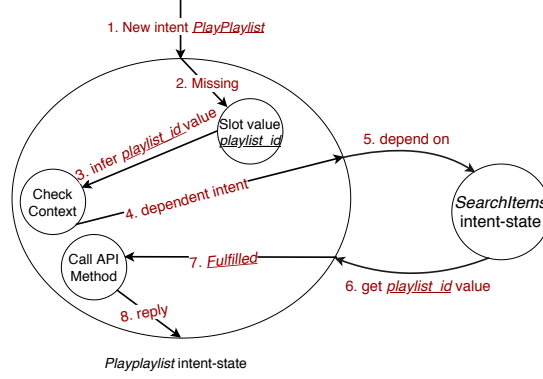 1. New intent PlayPlaylist
2. Missing
Slot value
playlist_id
3. infer playlist_id value
Check
Context
4. dependent intent
5. depend on
SearchItems
intent-state
6. get playlist_id value
7. Fulfilled
Call API
Method
8. reply
Playplaylist intent-state